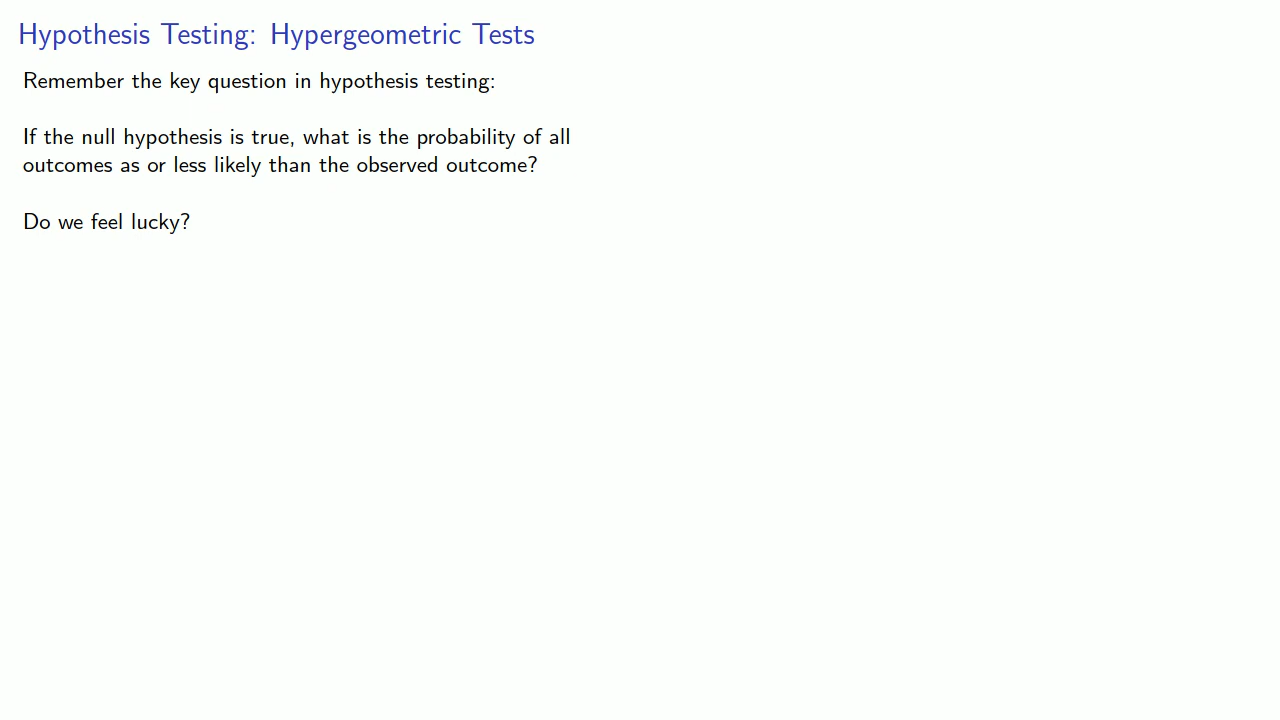 Hypothesis Testing: Hypergeometric Tests
Remember the key question in hypothesis testing:
If the null hypothesis is true, what is the probability of all
outcomes as or less likely than the observed outcome?
Do we feel lucky?